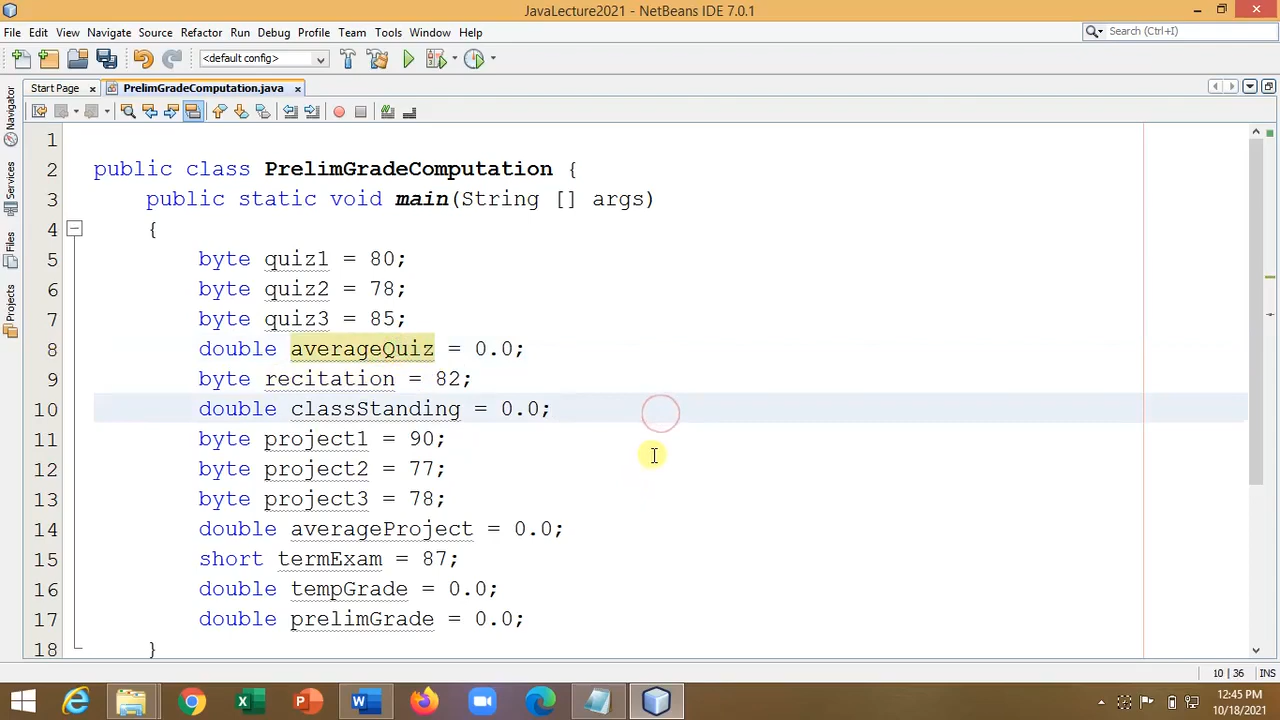 JavaLecture2021 - NetBeans IDE 7.0.1
File Edit View Navigate Source Refactor Run Debug Profile Team Tools Window Help
Search (Ctrl+I)
<default config>
Start Page
PrelimGradeComputation.java
Navigator
Services
Files
Projects
1
2 public class PrelimGradeComputation {
3 public static void main(String [] args)
4 {
5 byte quiz1 = 80;
6 byte quiz2 = 78;
7 byte quiz3 = 85;
8 double averageQuiz = 0.0;
9 byte recitation = 82;
10 double classStanding = 0.0;
11 byte project1 = 90;
12 byte project2 = 77;
13 byte project3 = 78;
14 double averageProject = 0.0;
15 short termExam = 87;
16 double tempGrade = 0.0;
17 double prelimGrade = 0.0;
18 }
10 | 36 INS
12:45 PM
10/18/2021